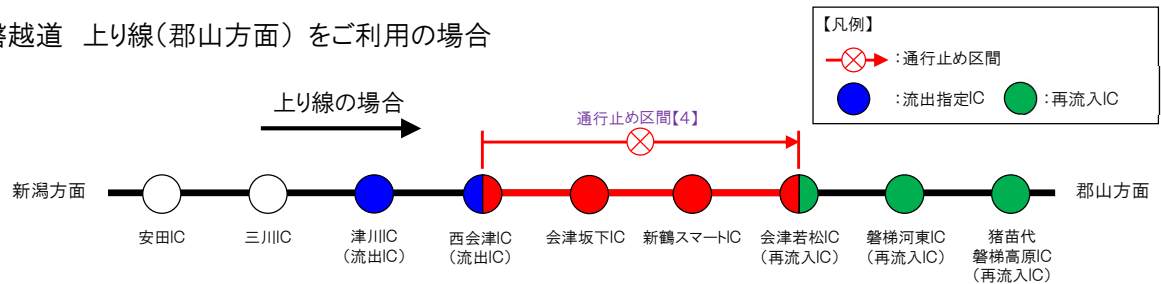 磐越道 上り線(郡山方面) をご利用の場合
【凡例】
:通行止め区間
:流出指定IC
:再流入IC
上り線の場合
通行止め区間【4】
新潟方面
郡山方面
安田IC
三川IC
津川IC
(流出IC)
西会津IC
(流出IC)
会津坂下IC
新鶴スマートIC
会津若松IC
(再流入IC)
磐梯河東IC
(再流入IC)
猪苗代
磐梯高原IC
(再流入IC)